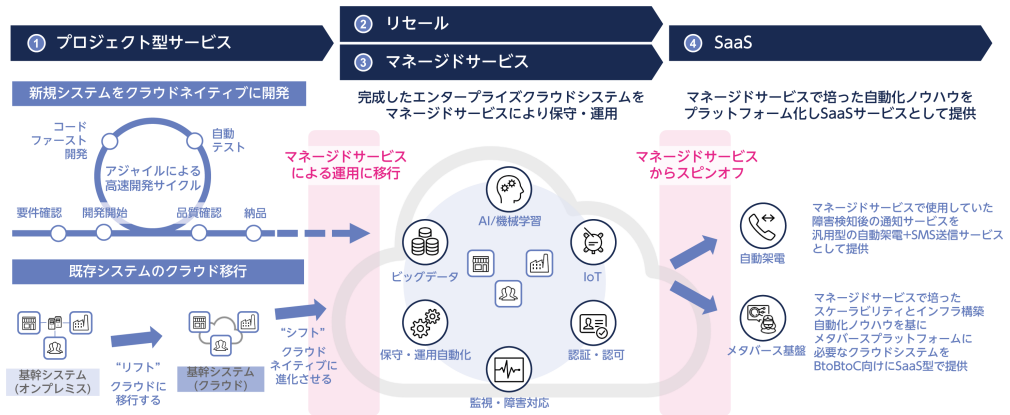 1 プロジェクト型サービス
2 リセール
3 マネージドサービス
4 SaaS
新規システムをクラウドネイティブに開発
コード
ファースト
開発
自動
テスト
アジャイルによる
高速開発サイクル
要件確認
開発開始
品質確認
納品
既存システムのクラウド移行
基幹システム
(オンプレミス)
“リフト”
クラウドに
移行する
基幹システム
(クラウド)
“シフト”
クラウド
ネイティブに
進化させる
完成したエンタープライズクラウドシステムを
マネージドサービスにより保守・運用
マネージドサービス
による運用に移行
AI/機械学習
ビッグデータ
IoT
保守・運用自動化
認証・認可
監視・障害対応
マネージドサービスで培った自動化ノウハウを
プラットフォーム化しSaaSサービスとして提供
マネージドサービス
からスピンオフ
自動架電
マネージドサービスで使用していた
障害検知後の通知サービスを
汎用型の自動架電+SMS送信サービス
として提供
メタバース基盤
マネージドサービスで培った
スケーラビリティとインフラ構築
自動化ノウハウを基に
メタバースプラットフォームに
必要なクラウドシステムを
BtoBtoC向けにSaaS型で提供